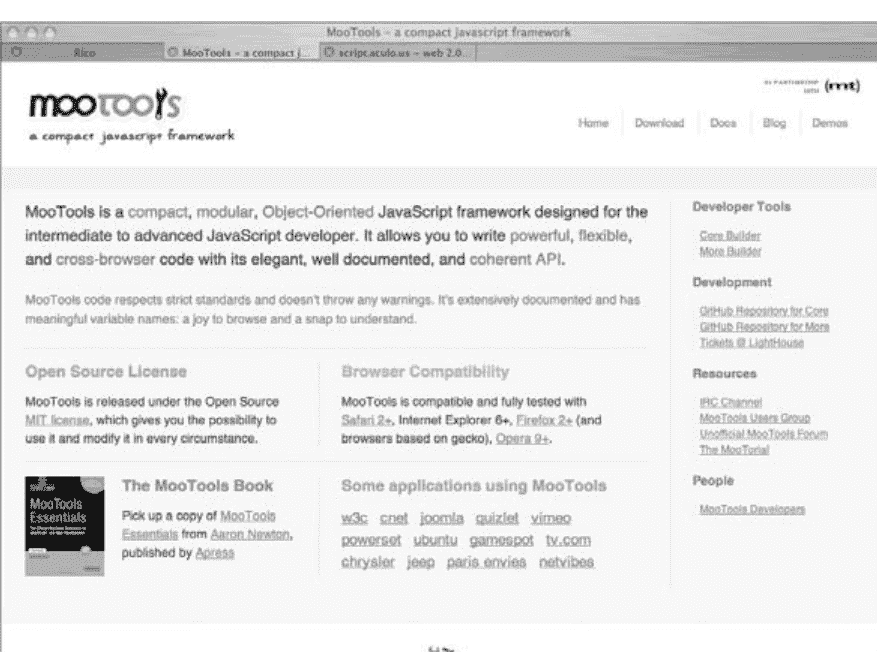 MooTools – a compact javascript framework
Rico
MooTools – a compact j...
script.aculo.us – web 2.0...
IN PARTNERSHIP
WITH (mt)
mootools
a compact javascript framework
Home Download Docs Blog Demos
MooTools is a compact, modular, Object-Oriented JavaScript framework designed for the
intermediate to advanced JavaScript developer. It allows you to write powerful, flexible,
and cross-browser code with its elegant, well documented, and coherent API.
MooTools code respects strict standards and doesn't throw any warnings. It's extensively documented and has
meaningful variable names: a joy to browse and a snap to understand.
Open Source License
MooTools is released under the Open Source
MIT license, which gives you the possibility to
use it and modify it in every circumstance.
Browser Compatibility
MooTools is compatible and fully tested with
Safari 2+, Internet Explorer 6+, Firefox 2+ (and
browsers based on gecko), Opera 9+.
MooTools
Essentials
The MooTools Book
Pick up a copy of MooTools
Essentials from Aaron Newton,
published by Apress
Some applications using MooTools
w3c cnet joomla quizlet vimeo
powerset ubuntu gamespot tv.com
chrysler jeep paris envies netvibes
Developer Tools
Core Builder
More Builder
Development
GitHub Repository for Core
GitHub Repository for More
Tickets @ LightHouse
Resources
IRC Channel
MooTools Users Group
Unofficial MooTools Forum
The MooTorial
People
MooTools Developers